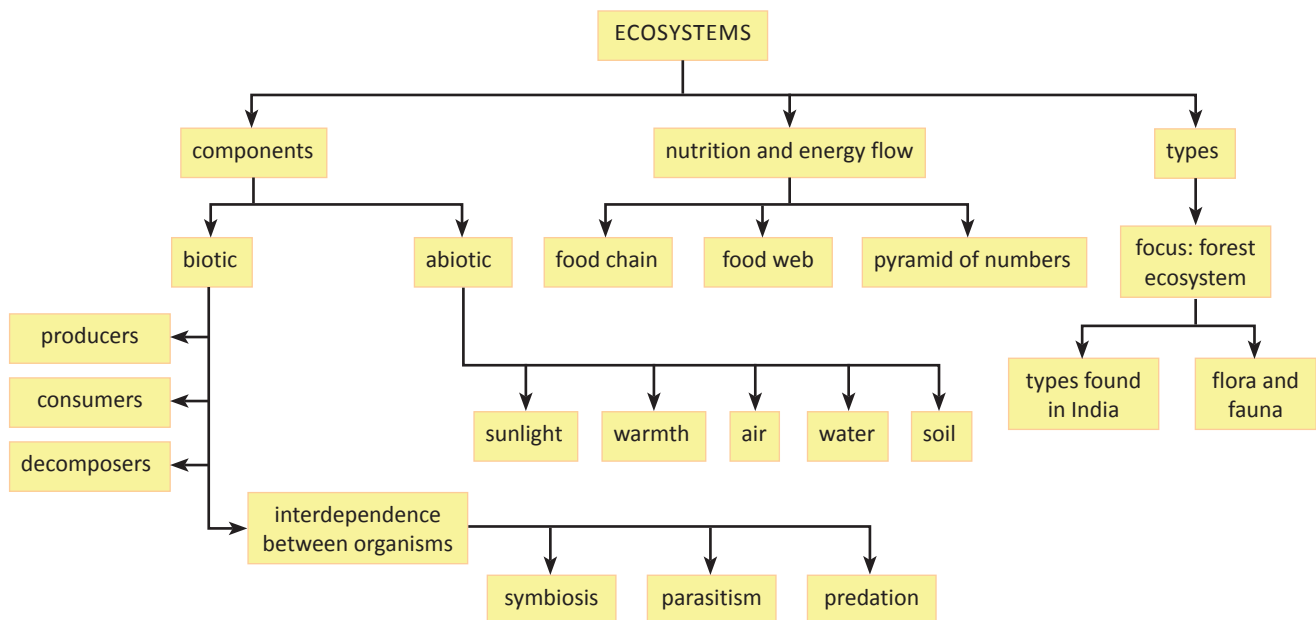 ECOSYSTEMS
components
nutrition and energy flow
types
biotic
abiotic
food chain
food web
pyramid of numbers
focus: forest
ecosystem
producers
consumers
decomposers
sunlight
warmth
air
water
soil
types found
in India
flora and
fauna
interdependence
between organisms
symbiosis
parasitism
predation